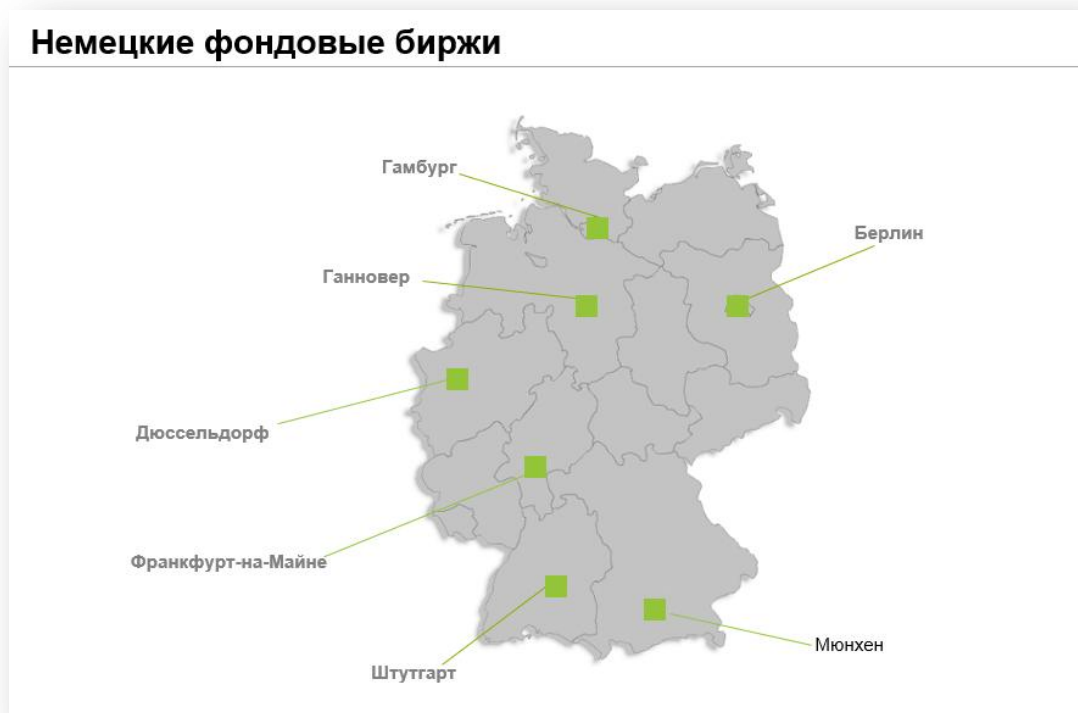 Немецкие фондовые биржи
Гамбург
Берлин
Ганновер
Дюссельдорф
Франкфурт-на-Майне
Мюнхен
Штутгарт